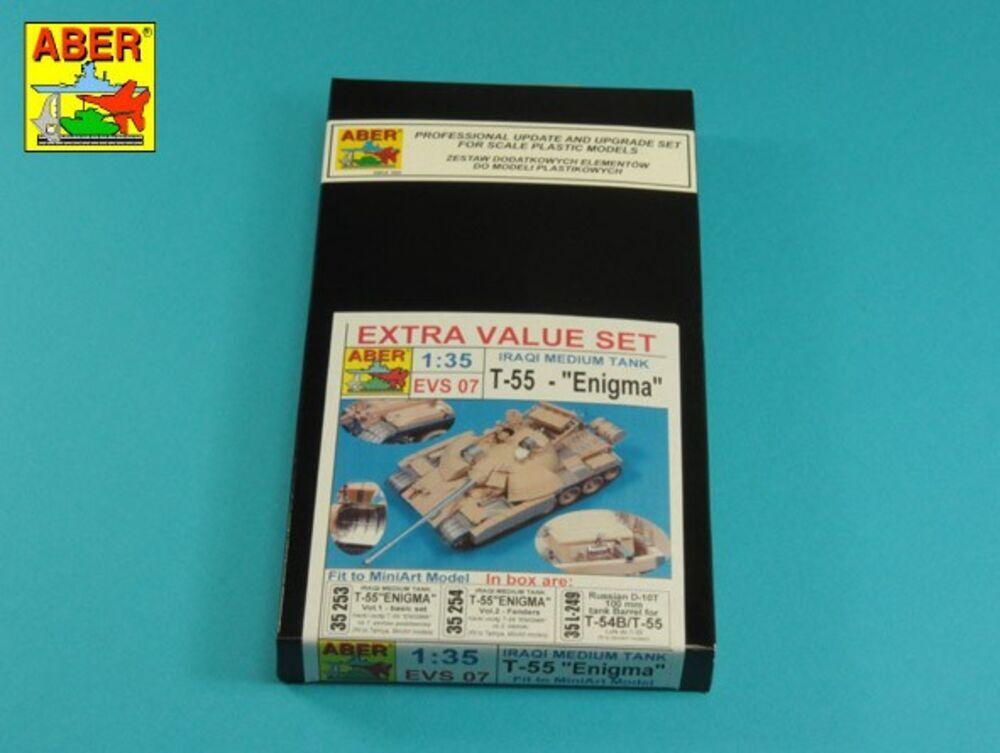 ABER®
ABER
PROFESSIONAL UPDATE AND UPGRADE SET
FOR SCALE PLASTIC MODELS
ZESTAW DODATKOWYCH ELEMENTÓW
DO MODELI PLASTIKOWYCH
EXTRA VALUE SET
ABER
1:35
EVS 07
IRAQI MEDIUM TANK
T-55 - "Enigma"
Fit to MiniArt Model
In box are:
35 253
IRAQI MEDIUM TANK
T-55"ENIGMA"
Vol.1 - basic set
35 254
IRAQI MEDIUM TANK
T-55"ENIGMA"
Vol.2 - Fenders
35 L-249
Russian D-10T
100 mm
tank Barrel for
T-54B/T-55
ABER
1:35
EVS 07
IRAQI MEDIUM TANK
T-55 "Enigma"
Fit to MiniArt Model